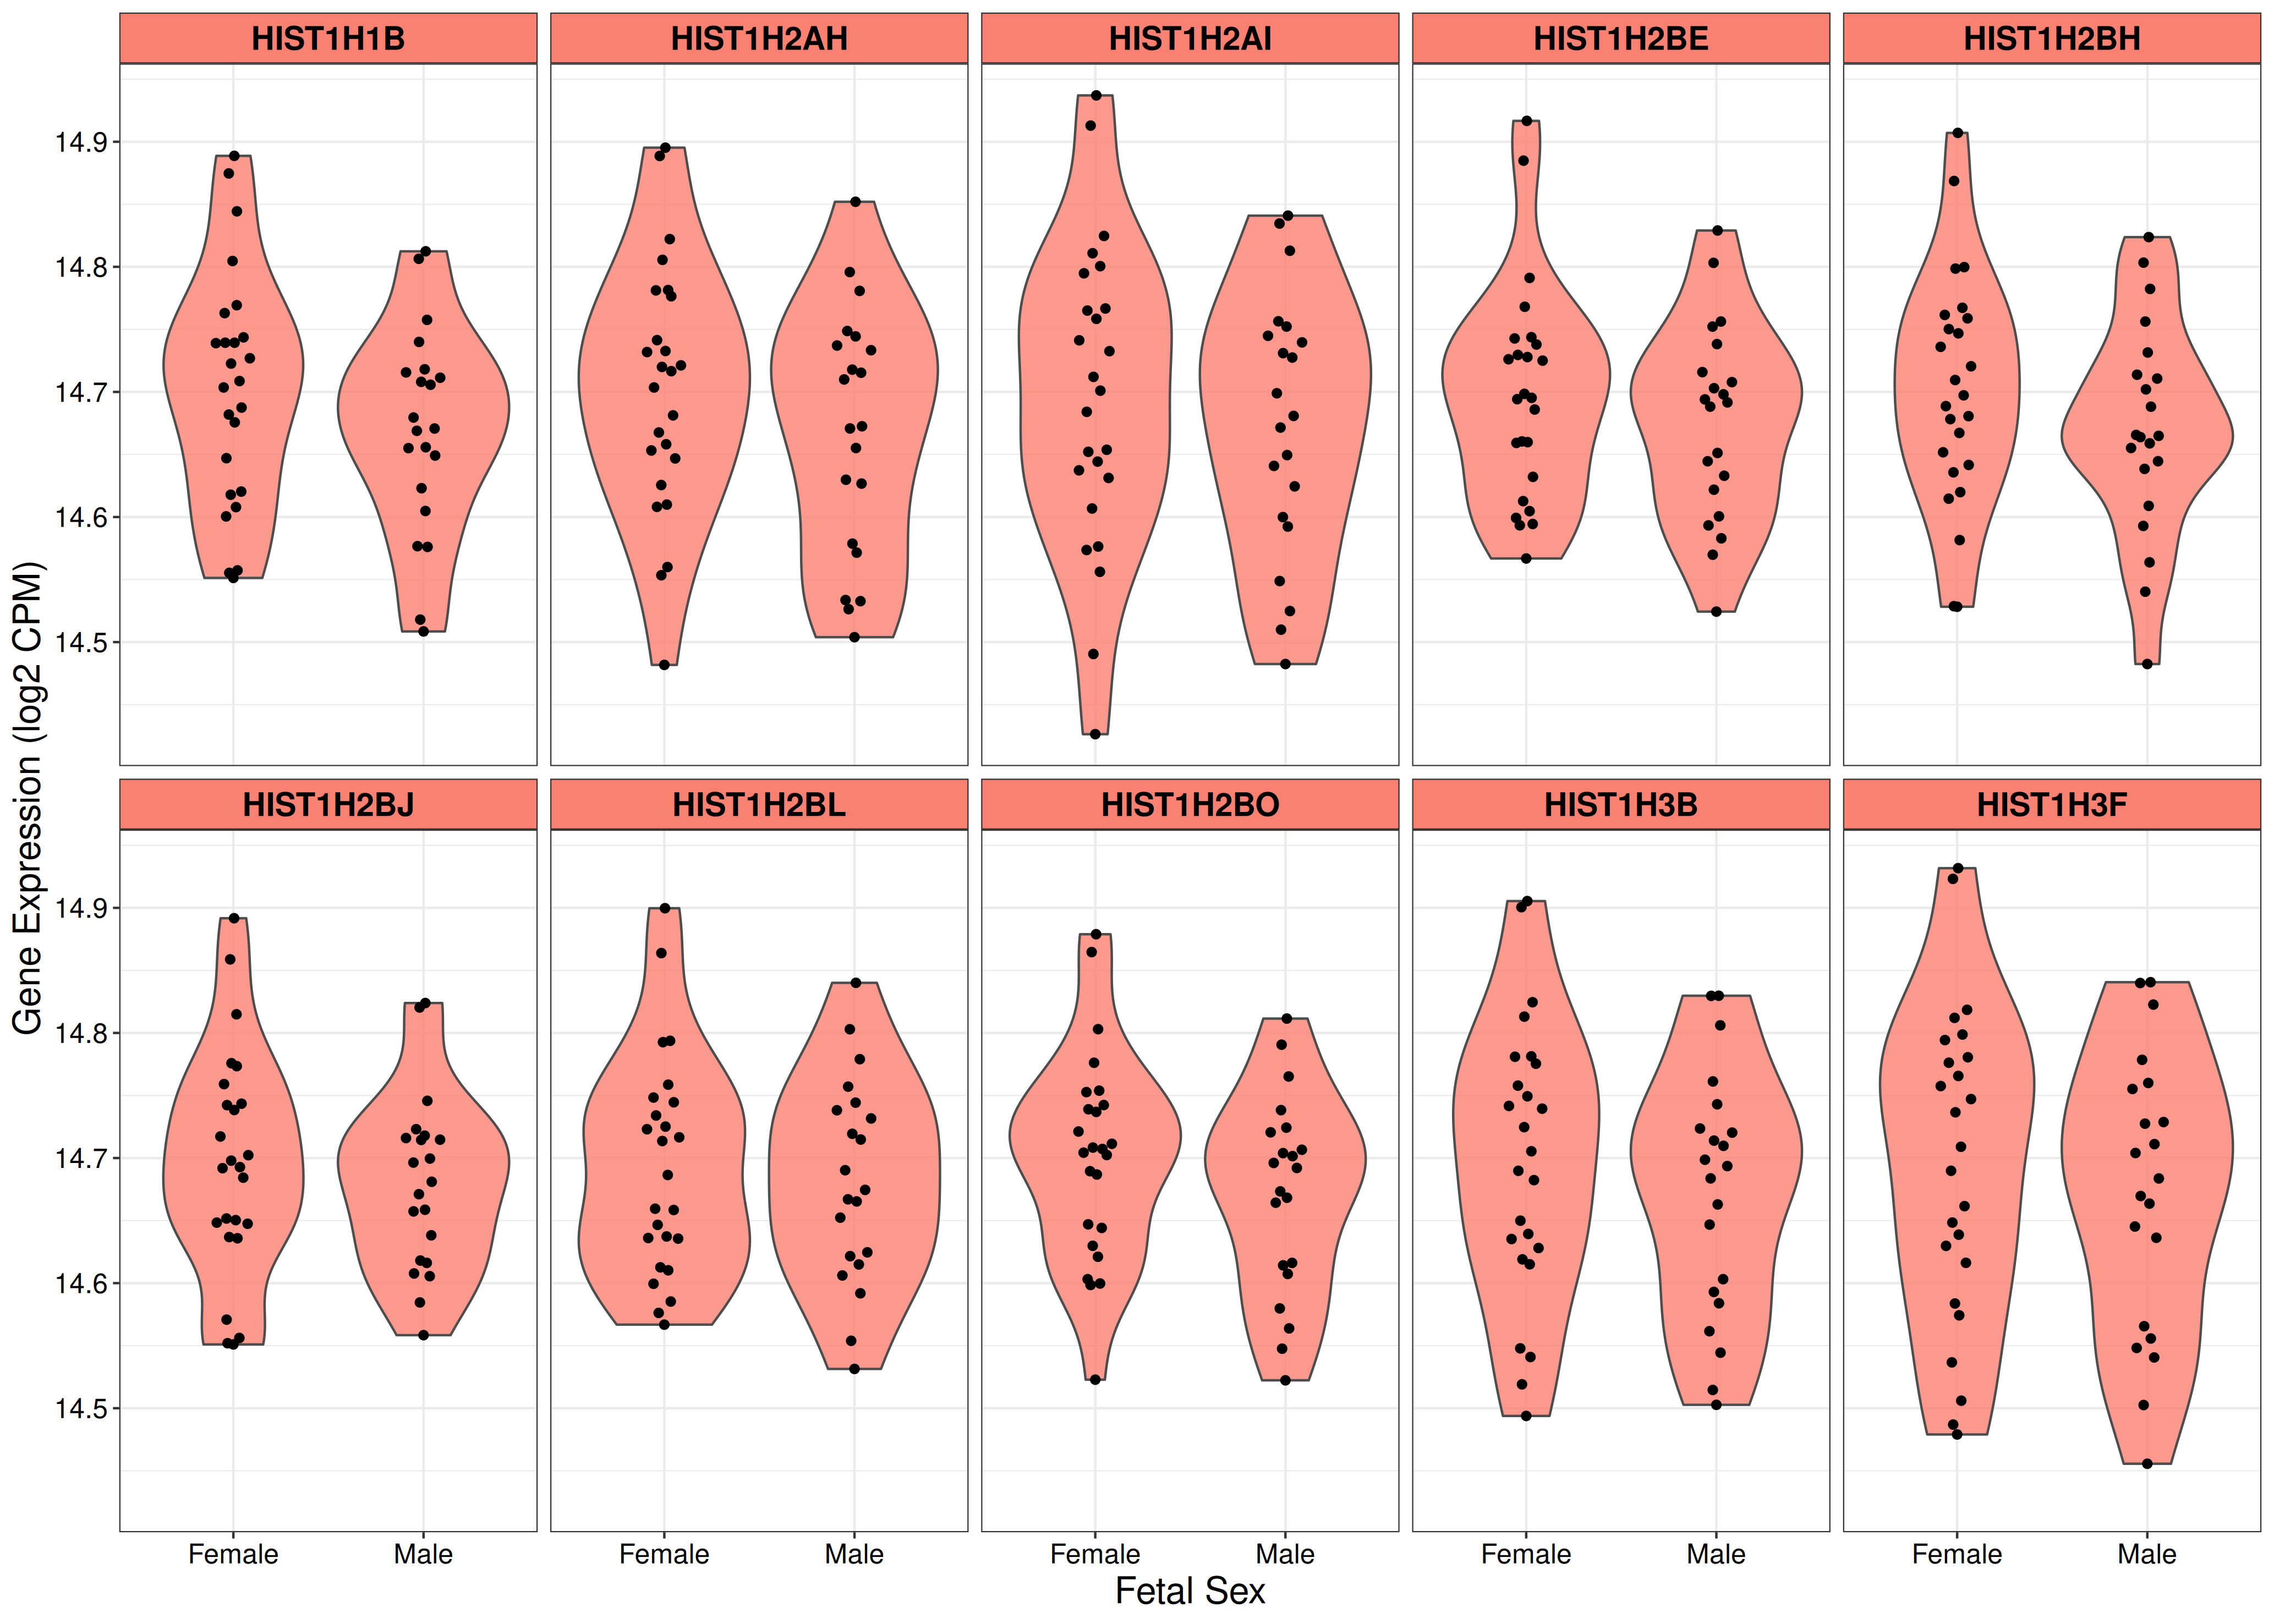 HIST1H1B HIST1H2AH HIST1H2AI HIST1H2BE HIST1H2BH
14.9
14.8
14.7
14.6
14.5
HIST1H2BJ HIST1H2BL HIST1H2BO HIST1H3B HIST1H3F
14.9
14.8
14.7
14.6
14.5
Gene Expression (log2 CPM)
Female Male Female Male Female Male Female Male Female Male
Fetal Sex